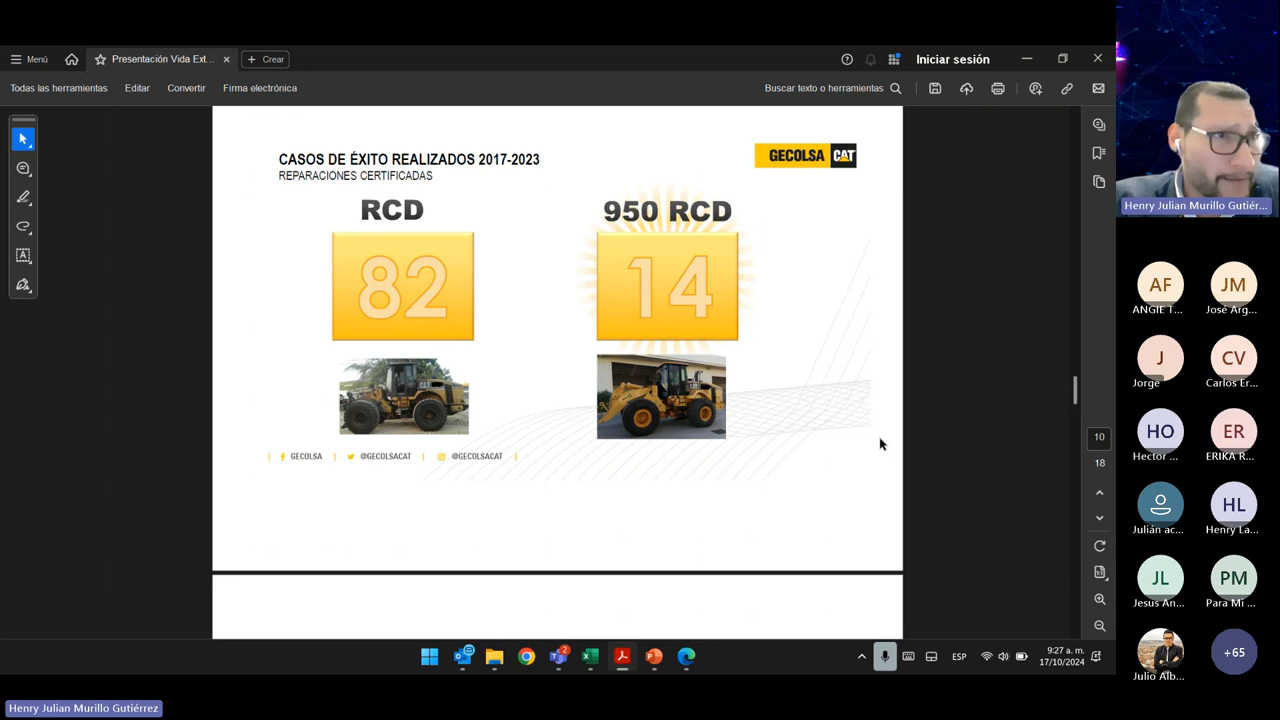 Menú
Presentación Vida Ext...
Crear
Iniciar sesión
Todas las herramientas
Editar
Convertir
Firma electrónica
Buscar texto o herramientas
CASOS DE ÉXITO REALIZADOS 2017-2023
REPARACIONES CERTIFICADAS
GECOLSA CAT
RCD
950 RCD
82
14
| GECOLSA | @GECOLSACAT | @GECOLSACAT |
10
18
Henry Julian Murillo Gutiér...
AF
JM
ANGIE T...
José Arg...
J
CV
Jorge
Carlos Er...
HO
ER
Hector ...
ERIKA R...
HL
Julián ac...
Henry La...
JL
PM
Jesus An...
Para Mi ...
+65
Julio Alb...
2
ESP
9:27 a. m.
17/10/2024
Henry Julian Murillo Gutiérrez